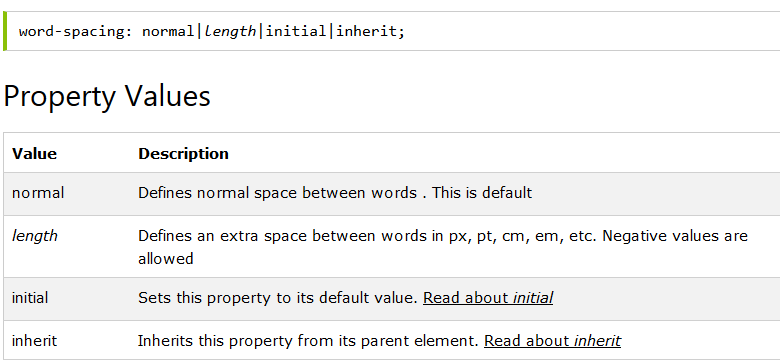 word-spacing: normal|length|initial|inherit;
Property Values
Value Description
normal Defines normal space between words . This is default
length Defines an extra space between words in px, pt, cm, em, etc. Negative values are
allowed
initial Sets this property to its default value. Read about initial
inherit Inherits this property from its parent element. Read about inherit